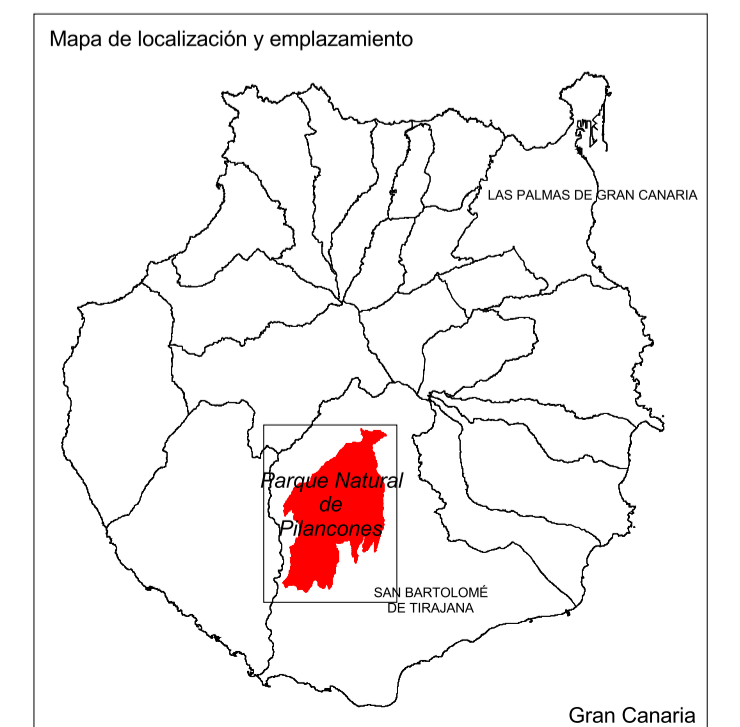 Mapa de localización y emplazamiento
LAS PALMAS DE GRAN CANARIA
Parque Natural
de
Pilancones
SAN BARTOLOMÉ
DE TIRAJANA
Gran Canaria